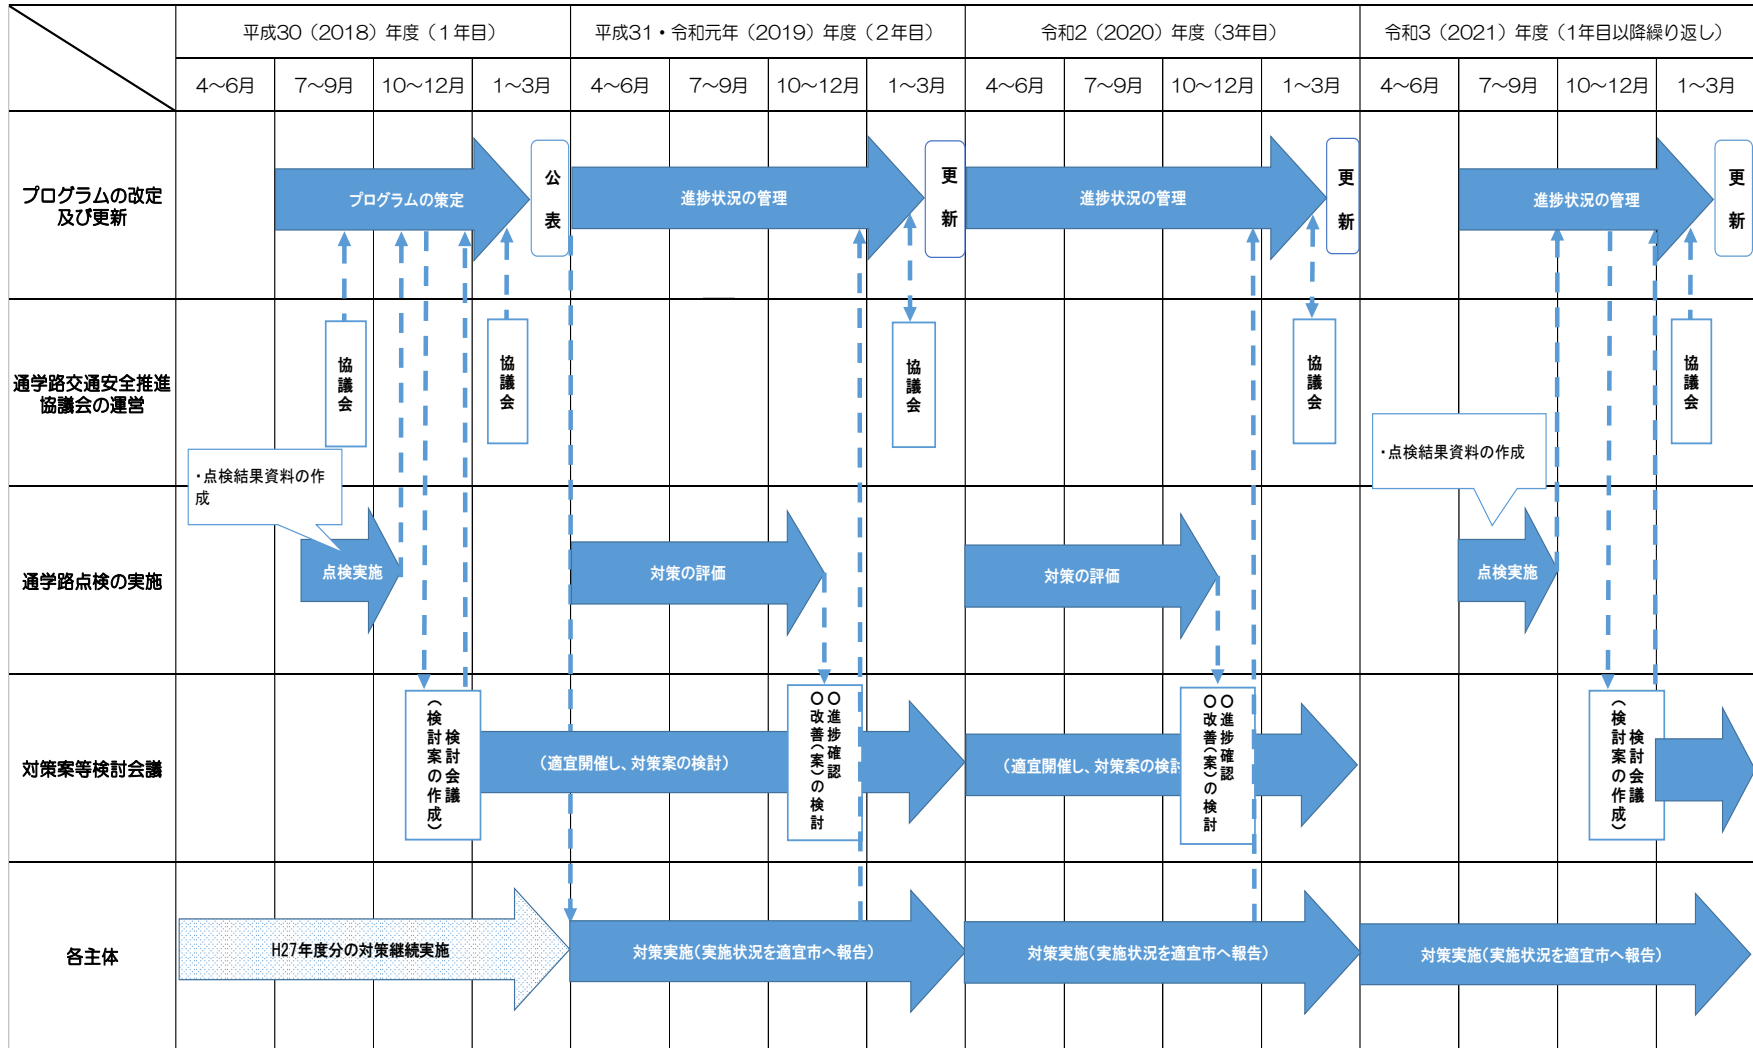 平成30（2018）年度（１年目）
平成31・令和元年（2019）年度（２年目）
令和2（2020）年度（3年目）
令和3（2021）年度（1年目以降繰り返し）
4～6月
7～9月
10～12月
1～3月
4～6月
7～9月
10～12月
1～3月
4～6月
7～9月
10～12月
1～3月
4～6月
7～9月
10～12月
1～3月
プログラムの改定
及び更新
プログラムの策定
公表
進捗状況の管理
更新
進捗状況の管理
更新
進捗状況の管理
更新
通学路交通安全推進
協議会の運営
協議会
協議会
協議会
協議会
協議会
・点検結果資料の作
成
・点検結果資料の作成
通学路点検の実施
点検実施
対策の評価
対策の評価
点検実施
対策案等検討会議
検討会議
（検討案の作成）
（適宜開催し、対策案の検討）
〇進捗確認
〇改善(案)の検討
（適宜開催し、対策案の検討
〇進捗確認
〇改善(案)の検討
検討会議
（検討案の作成）
各主体
H27年度分の対策継続実施
対策実施(実施状況を適宜市へ報告)
対策実施(実施状況を適宜市へ報告)
対策実施(実施状況を適宜市へ報告)